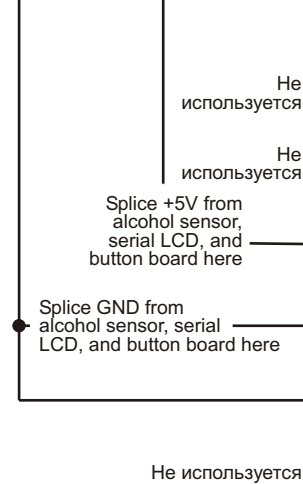 Не
используется
Не
используется
Splice +5V from
alcohol sensor,
serial LCD, and
button board here
Splice GND from
alcohol sensor, serial
LCD, and button board here
Не используется